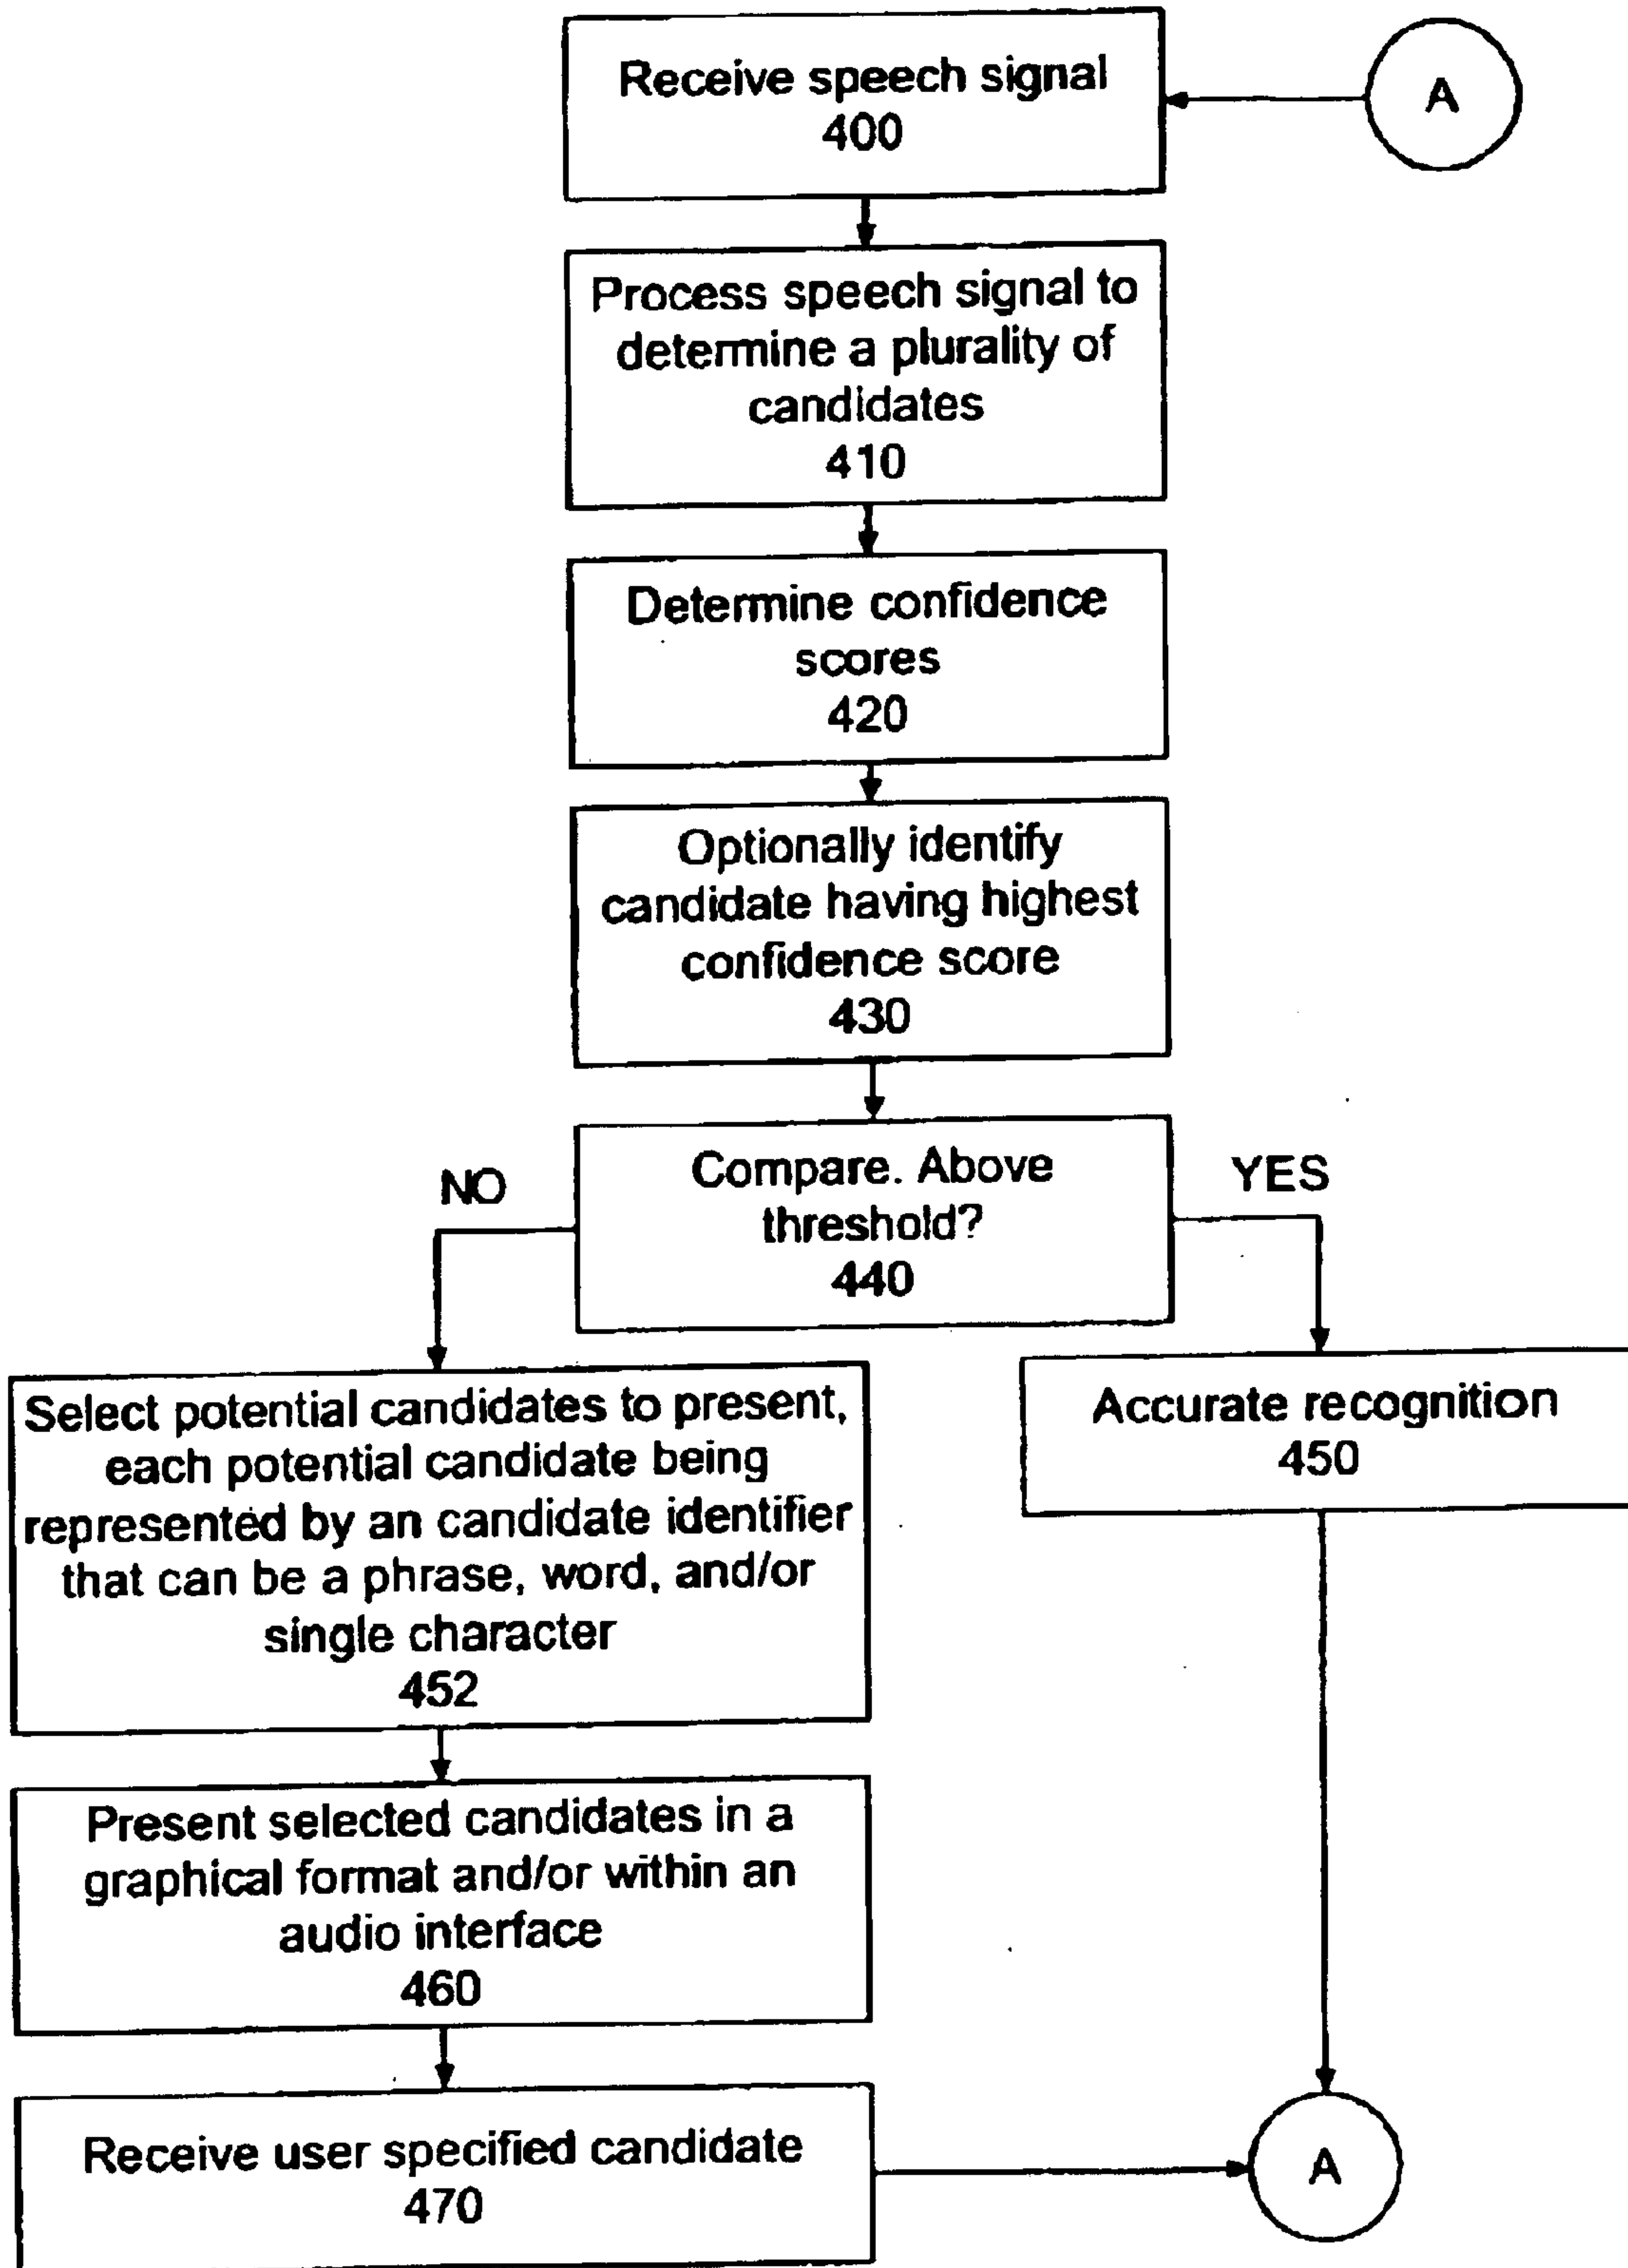 Receive speech signal
400
A
Process speech signal to
determine a plurality of
candidates
410
Determine confidence
scores
420
Optionally identify
candidate having highest
confidence score
430
Compare. Above
threshold?
440
NO
YES
Select potential candidates to present,
each potential candidate being
represented by an candidate identifier
that can be a phrase, word, and/or
single character
452
Accurate recognition
450
Present selected candidates in a
graphical format and/or within an
audio interface
460
Receive user specified candidate
470
A